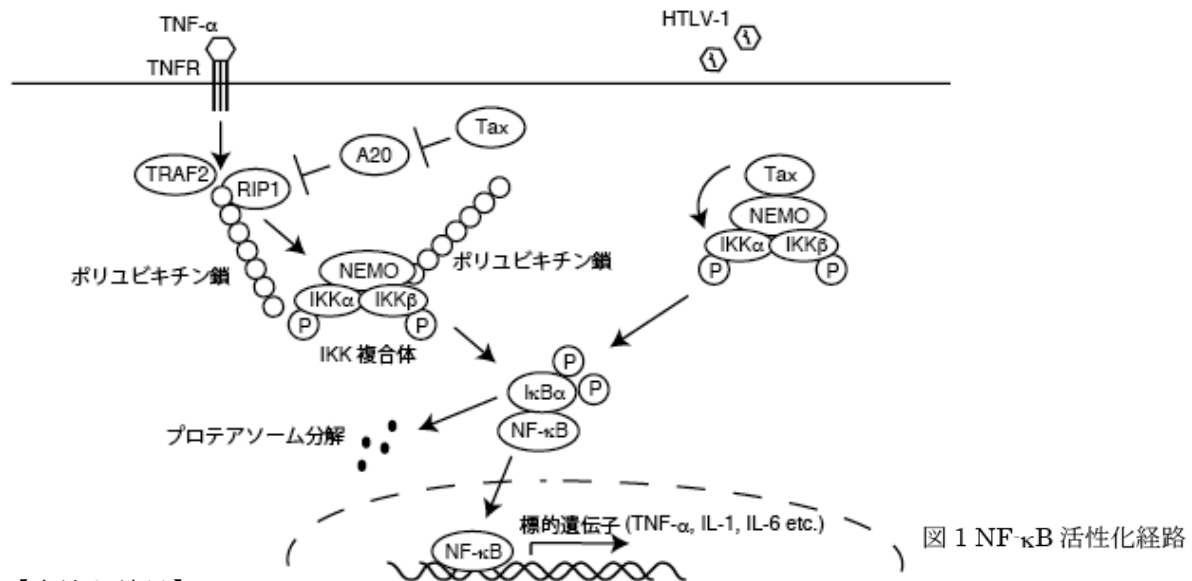 TNF-α
HTLV-1
TNFR
Tax
A20
TRAF2
RIP1
Tax
NEMO
IKKα
IKKβ
P
P
ポリユビキチン鎖
ポリユビキチン鎖
NEMO
IKKα
IKKβ
P
P
IKK 複合体
P
P
IκBα
NF-κB
プロテアソーム分解
標的遺伝子 (TNF-α, IL-1, IL-6 etc.)
NF-κB
図 1 NF-κB 活性化経路